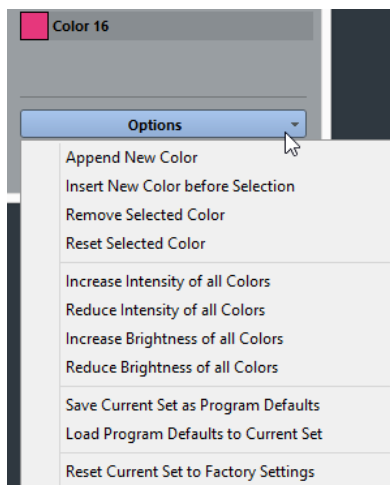 Color 16
Options
Append New Color
Insert New Color before Selection
Remove Selected Color
Reset Selected Color
Increase Intensity of all Colors
Reduce Intensity of all Colors
Increase Brightness of all Colors
Reduce Brightness of all Colors
Save Current Set as Program Defaults
Load Program Defaults to Current Set
Reset Current Set to Factory Settings